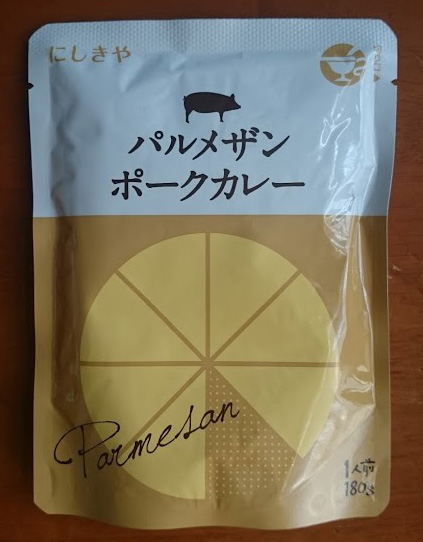 にしきや
パルメザン
ポークカレー
Parmesan
1人前
180g